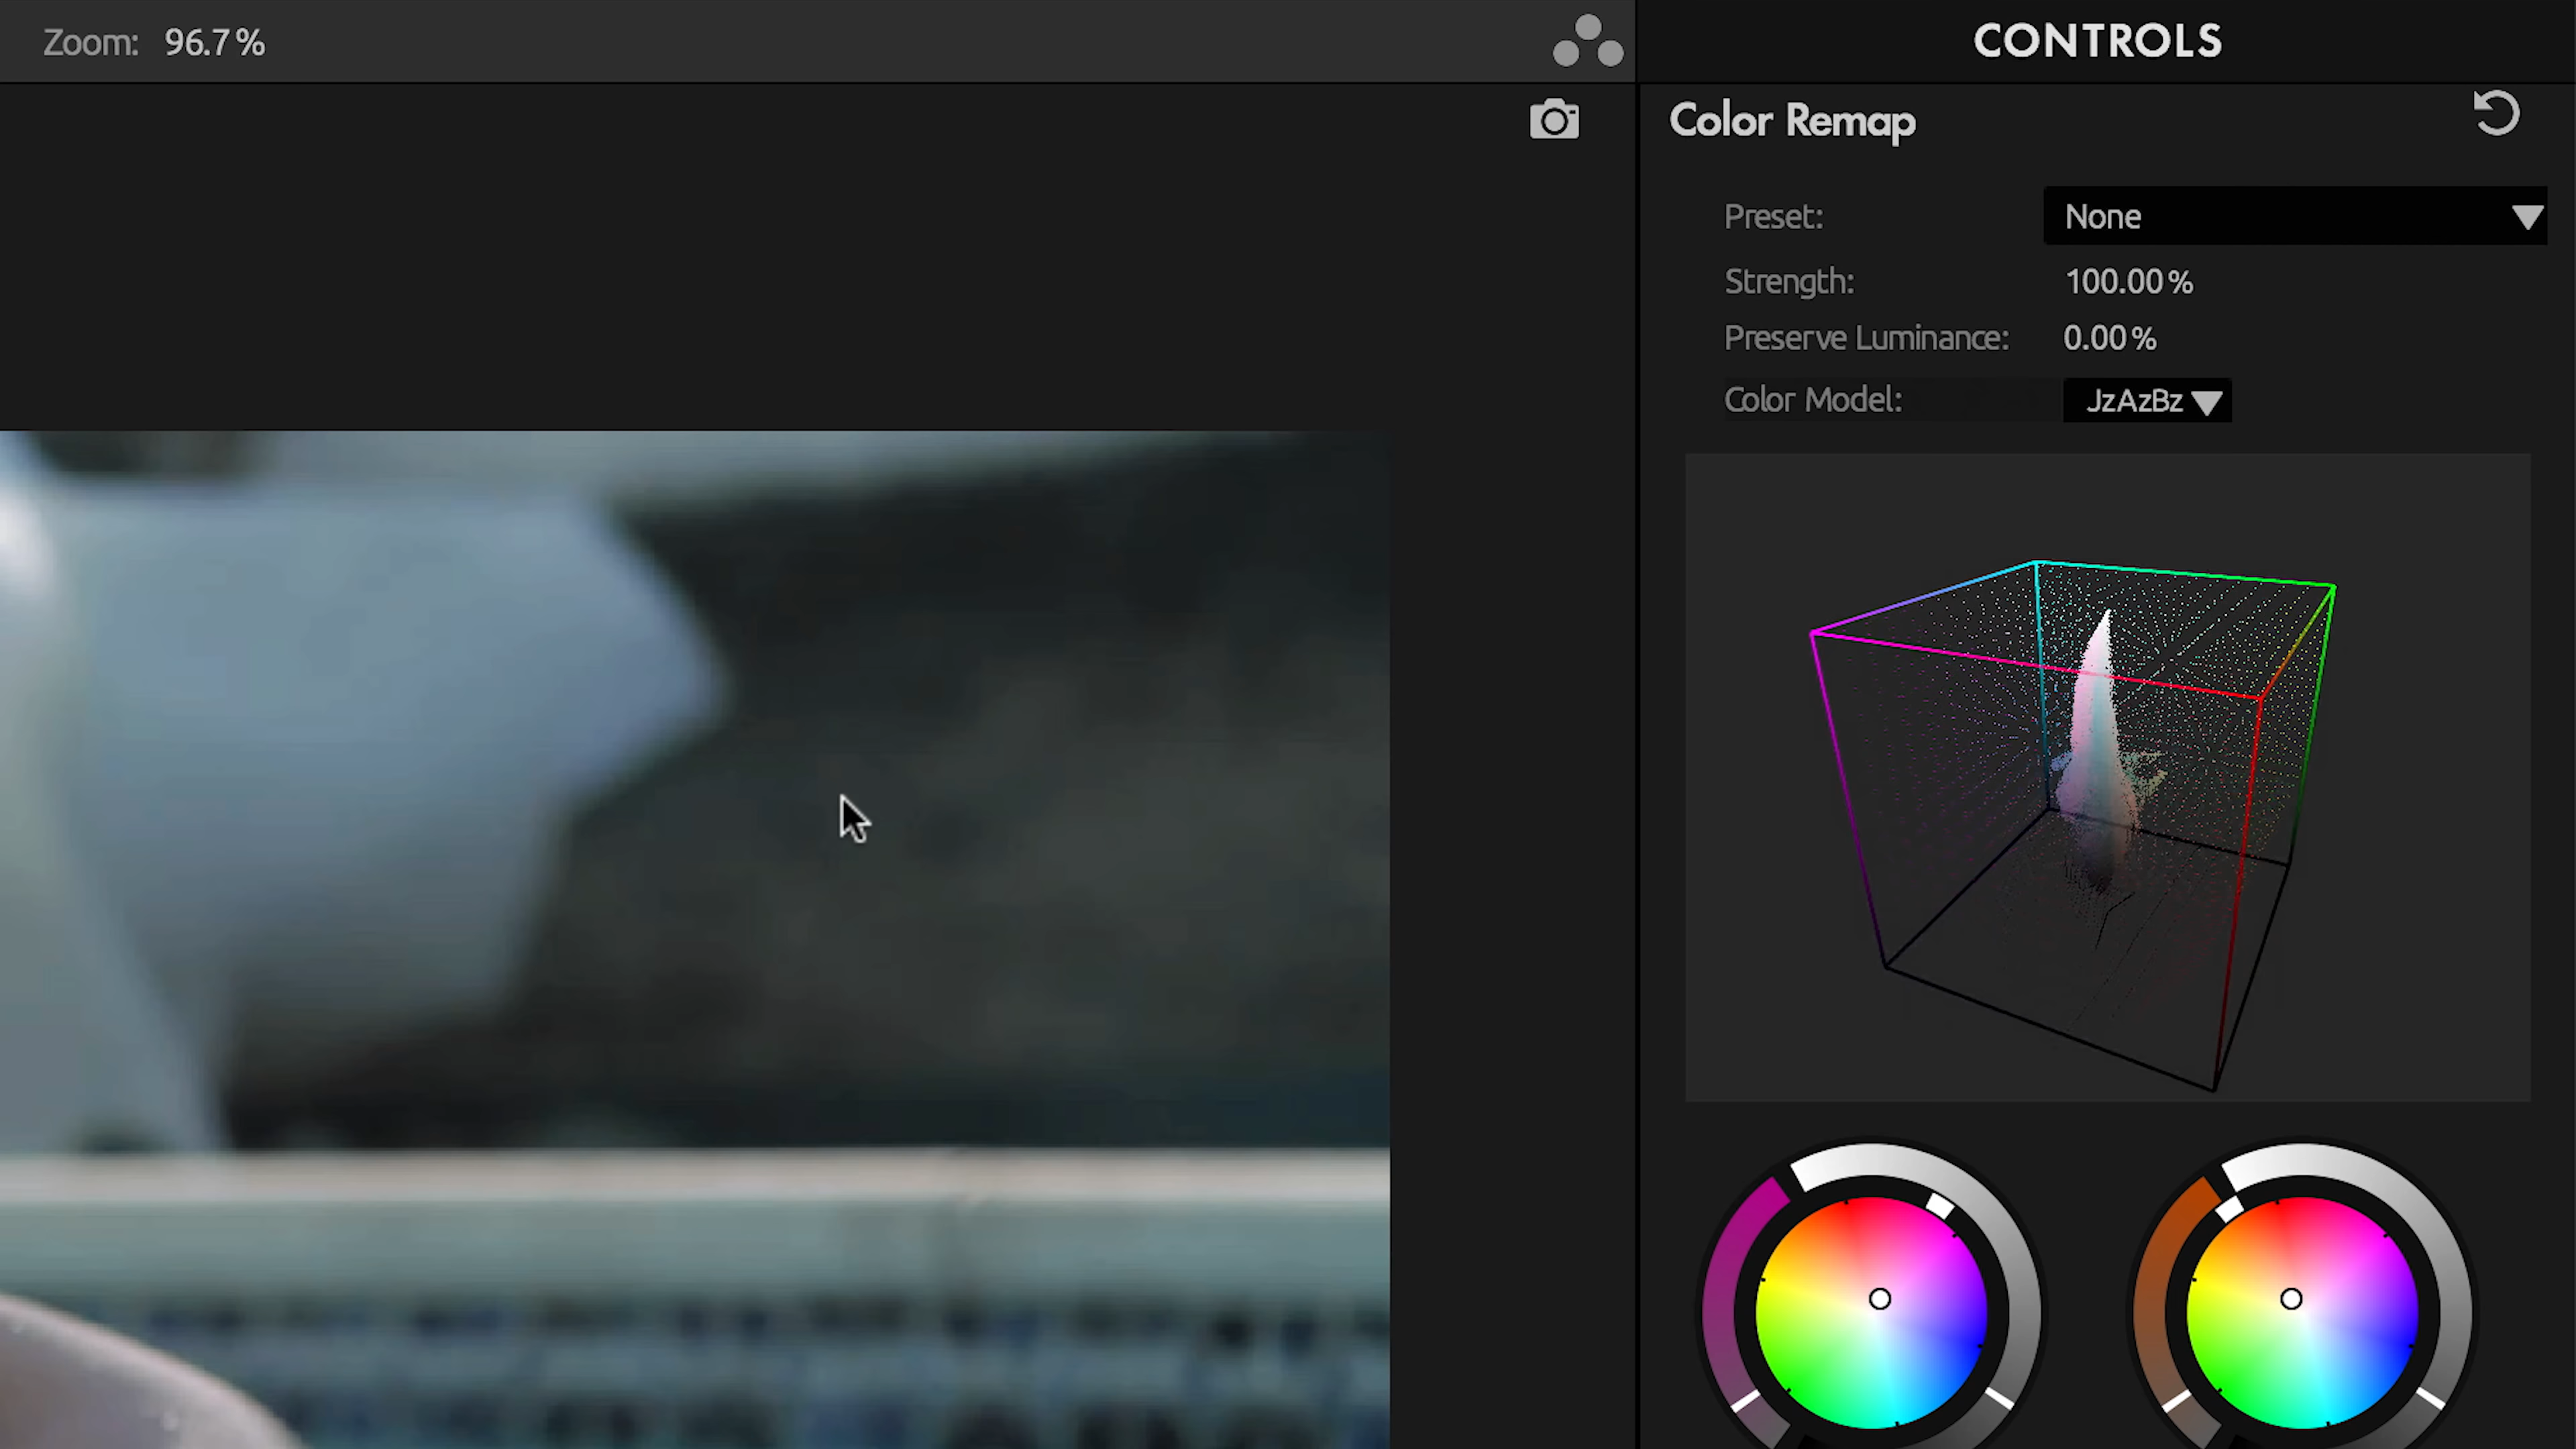 Zoom: 96.7%
CONTROLS
Color Remap
Preset: None
Strength: 100.00%
Preserve Luminance: 0.00%
Color Model: JzAzBz